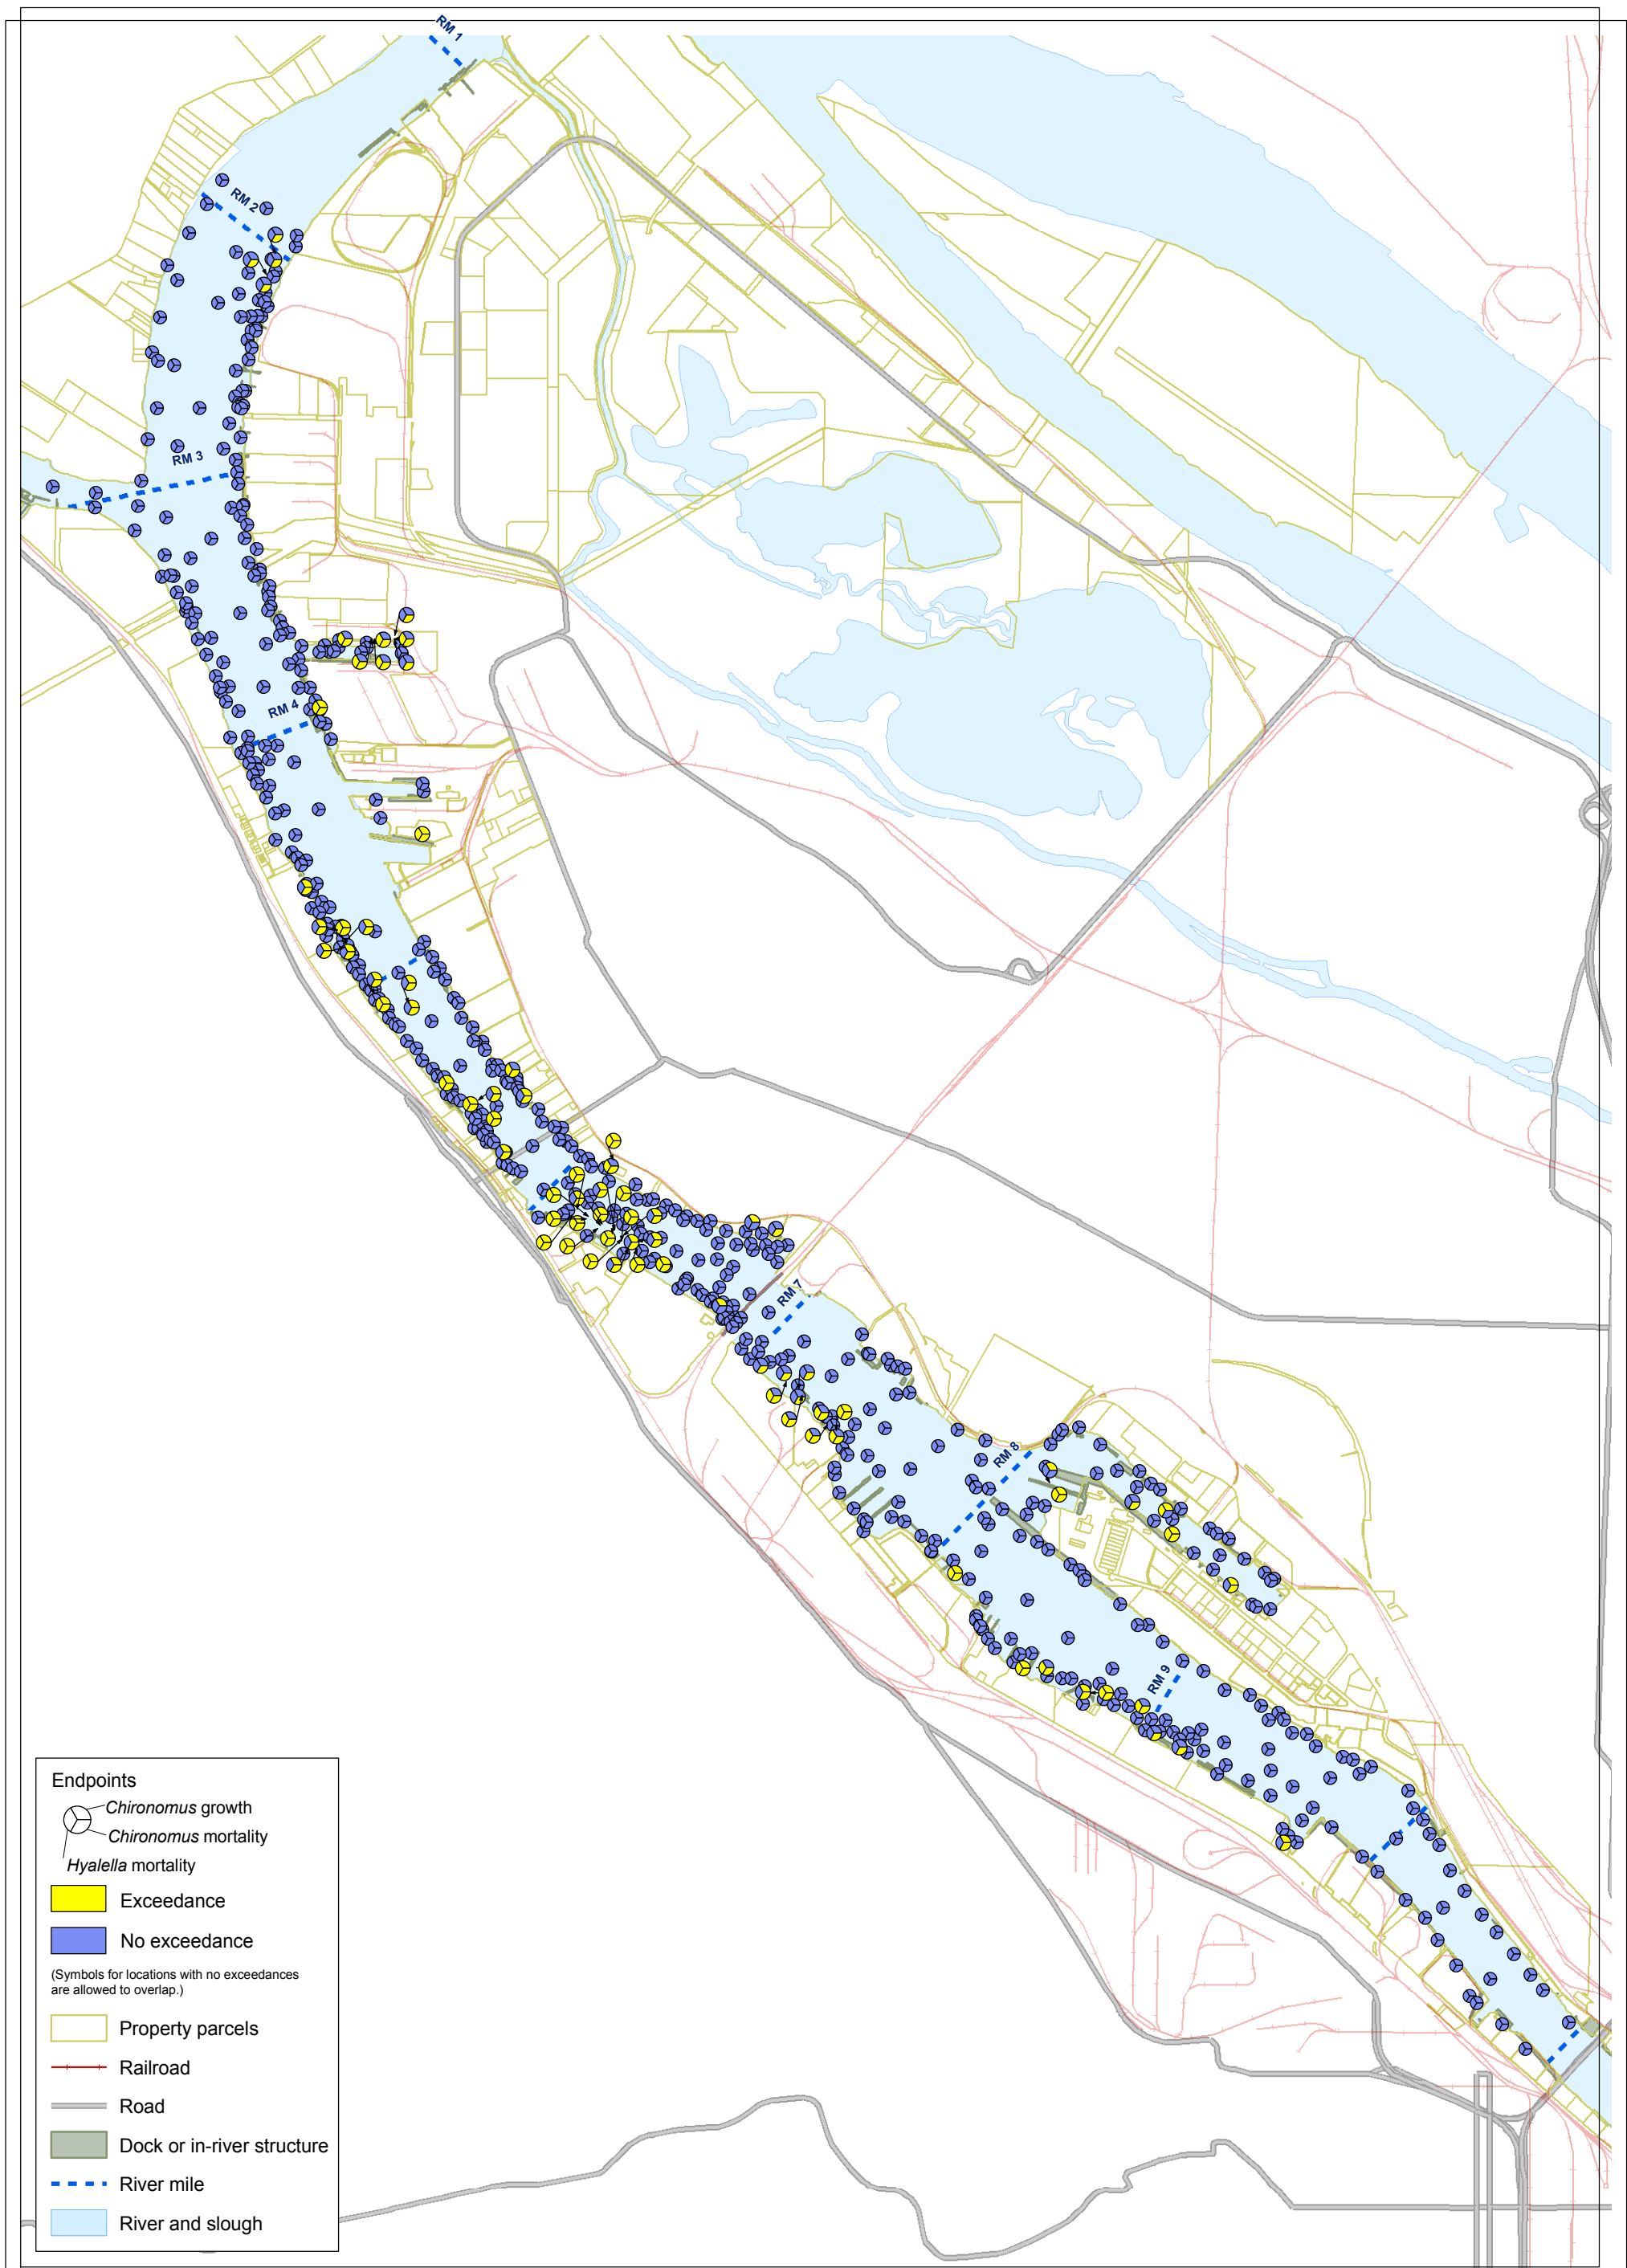 RM 1
RM 2
RM 3
RM 4
RM 7
RM 8
RM 9
Endpoints
Chironomus growth
Chironomus mortality
Hyalella mortality
Exceedance
No exceedance
(Symbols for locations with no exceedances
are allowed to overlap.)
Property parcels
Railroad
Road
Dock or in-river structure
River mile
River and slough